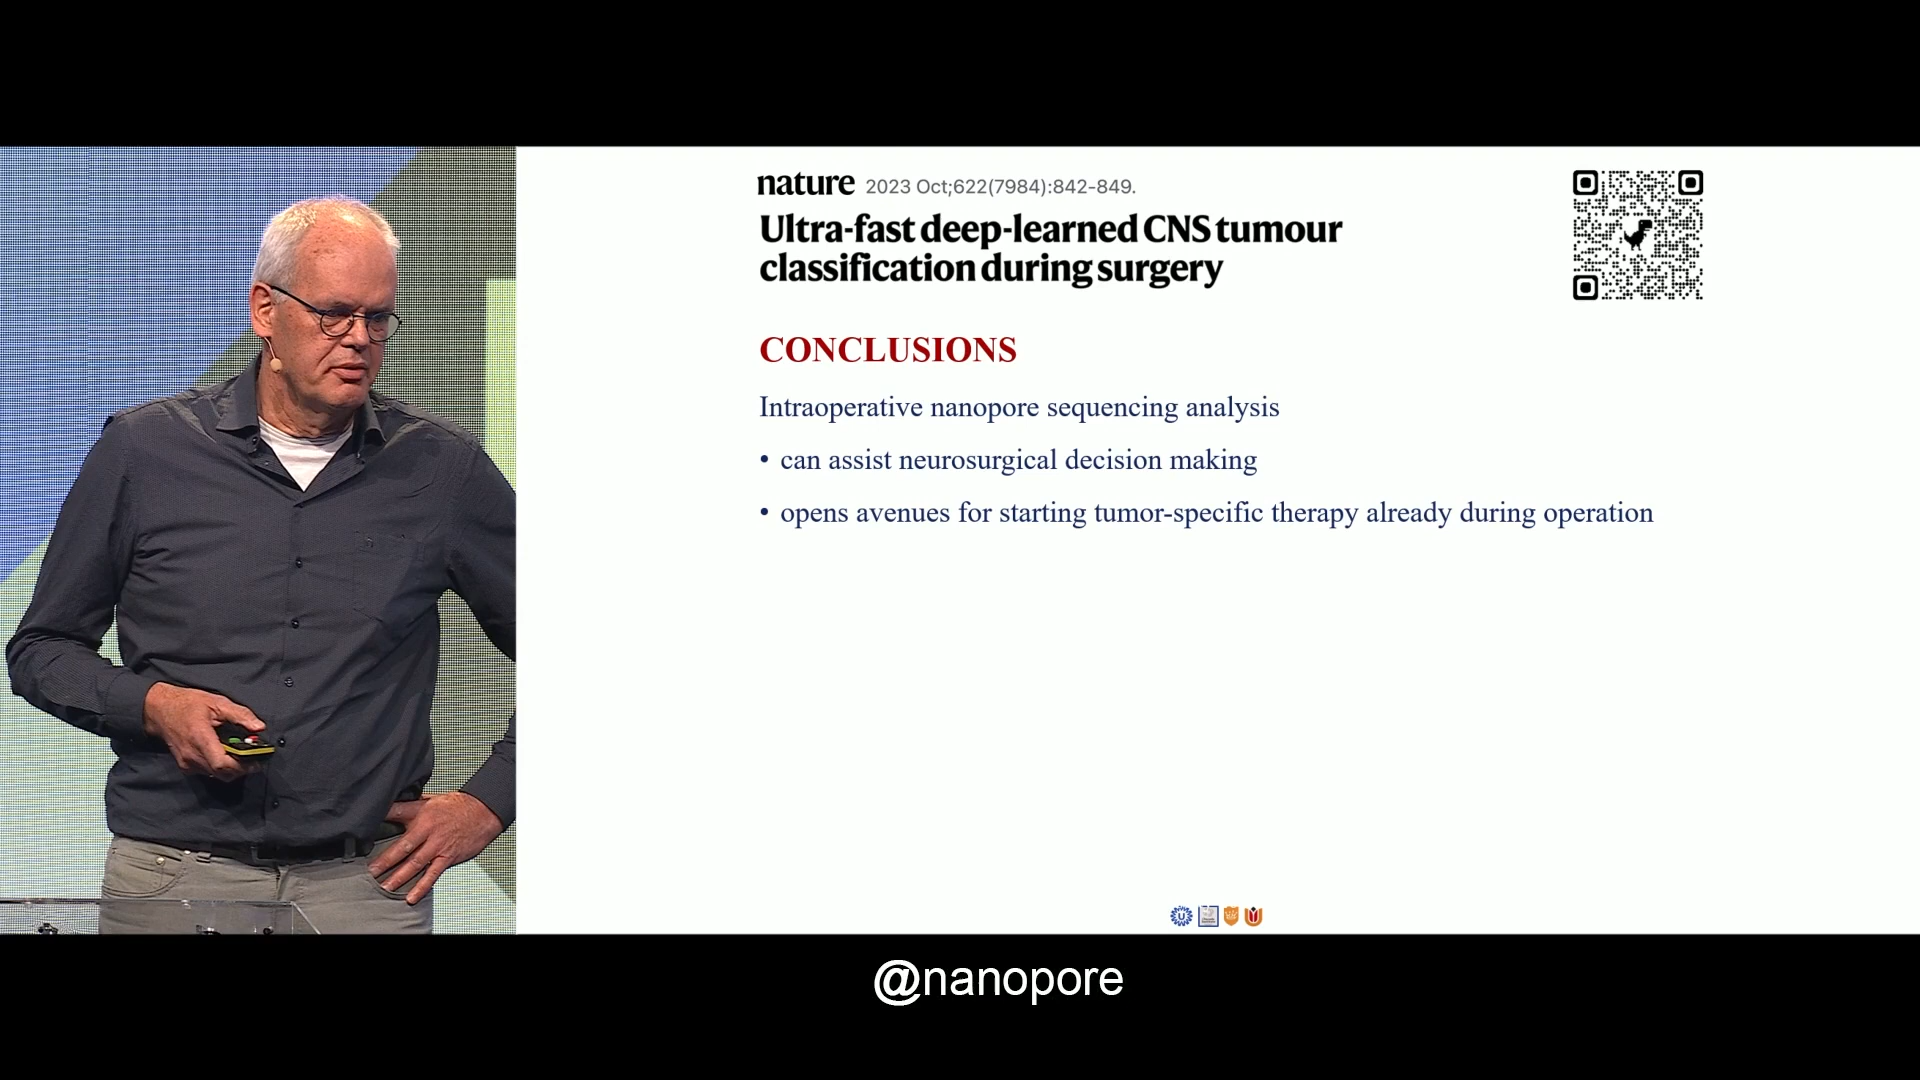 nature 2023 Oct;622(7984):842-849.
Ultra-fast deep-learned CNS tumour
classification during surgery
CONCLUSIONS
Intraoperative nanopore sequencing analysis
• can assist neurosurgical decision making
• opens avenues for starting tumor-specific therapy already during operation
@nanopore